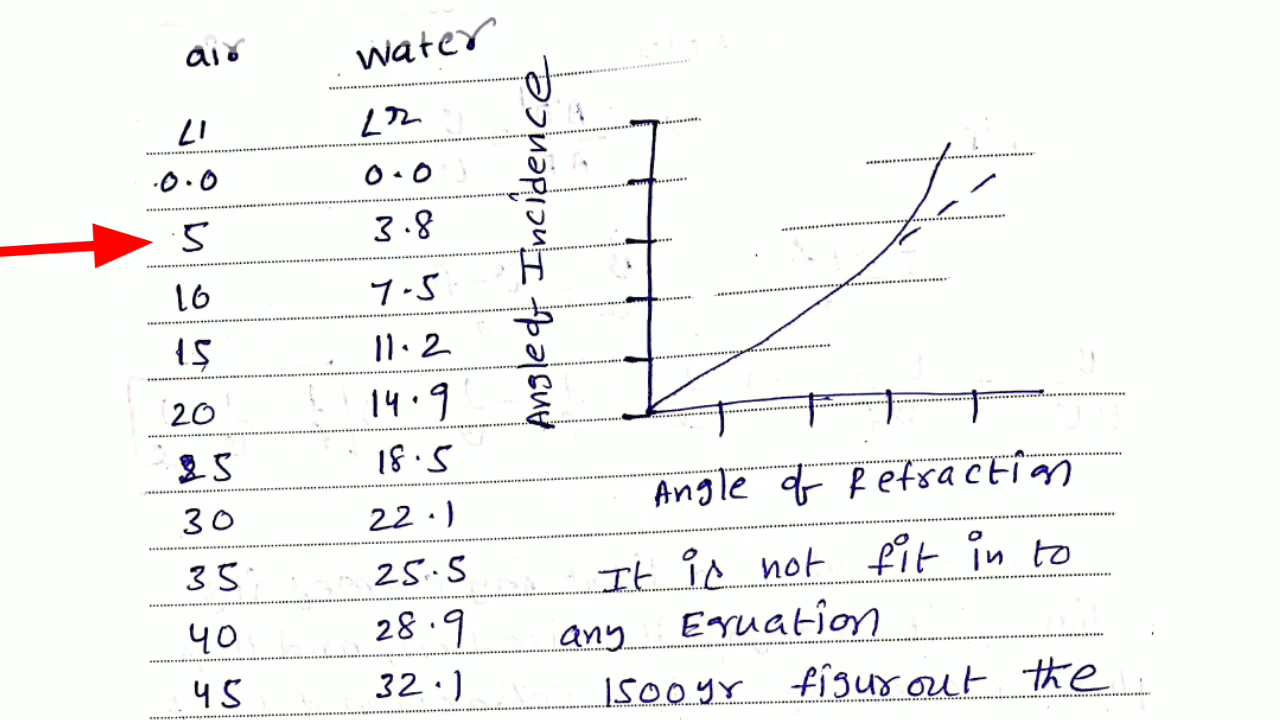 air water
∠i ∠r
0.0 0.0
5 3.8
10 7.5
15 11.2
20 14.9
25 18.5
30 22.1
35 25.5
40 28.9
45 32.1
Angle of Incidence
Angle of Refraction
It is not fit in to
any Equation
1500yr figurout the